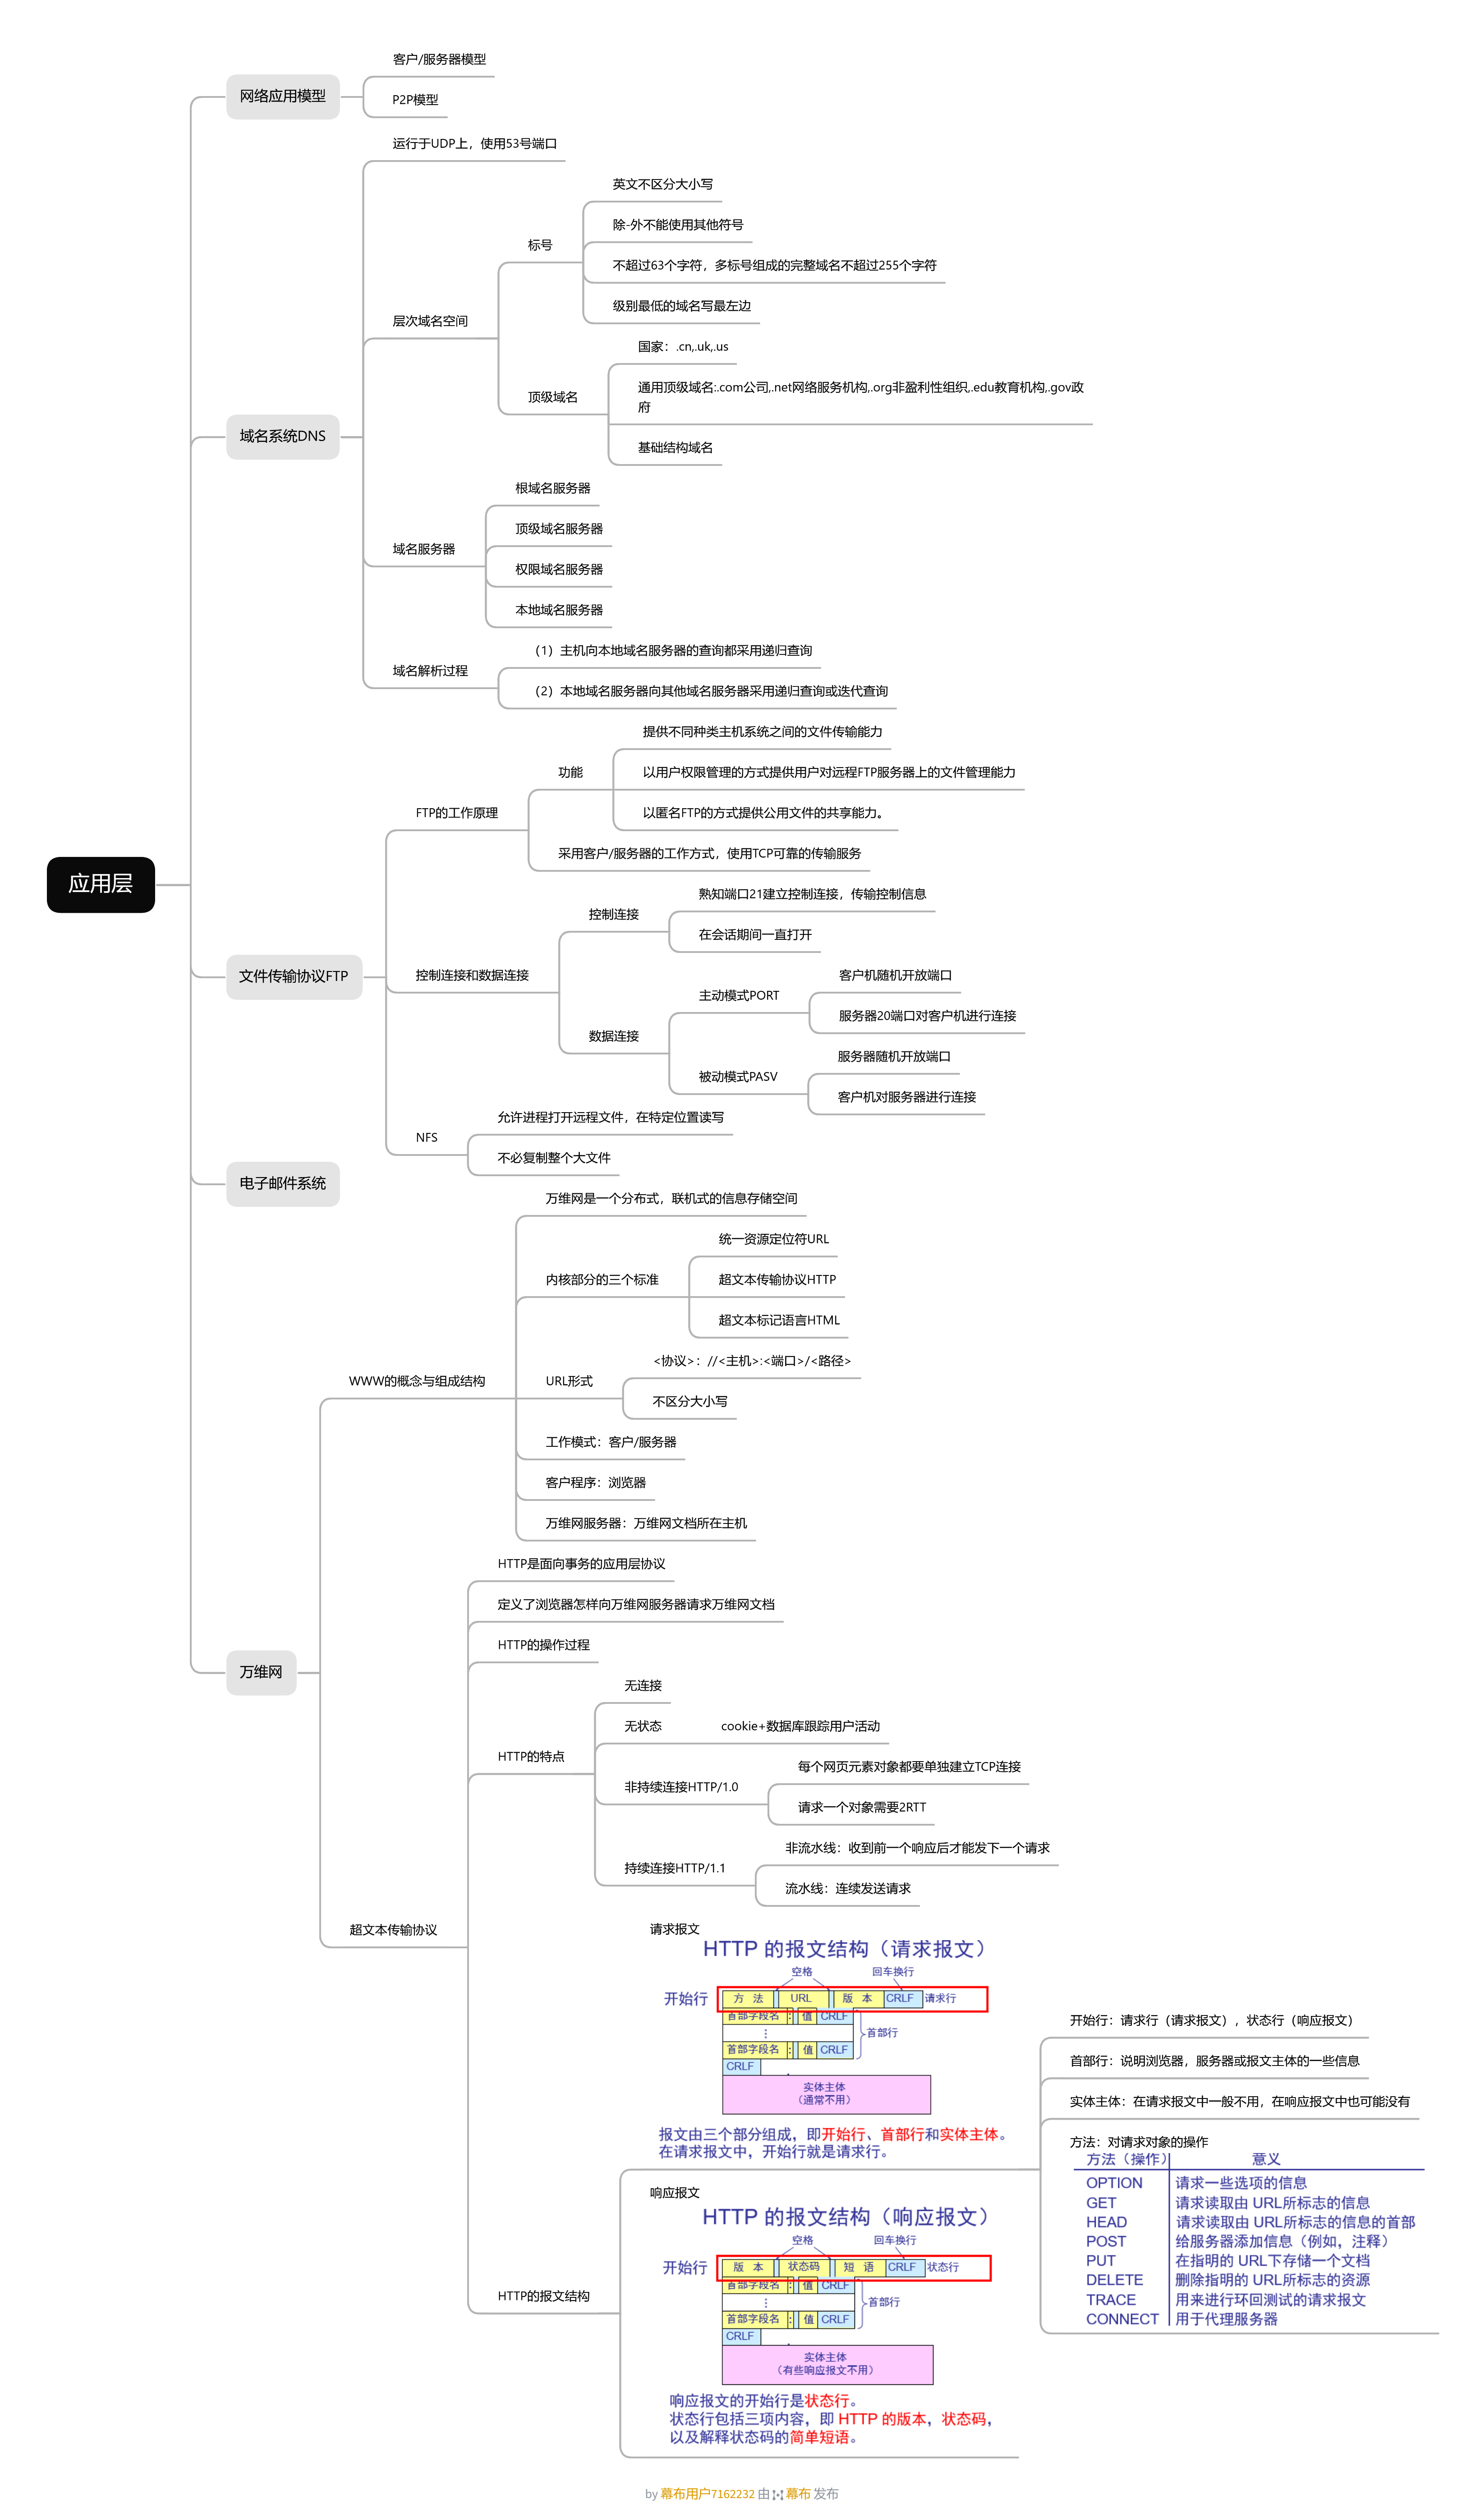 应用层
网络应用模型
客户/服务器模型
P2P模型
域名系统DNS
运行于UDP上，使用53号端口
层次域名空间
标号
英文不区分大小写
除-外不能使用其他符号
不超过63个字符，多标号组成的完整域名不超过255个字符
级别最低的域名写最左边
顶级域名
国家：.cn,.uk,.us
通用顶级域名:.com公司,.net网络服务机构,.org非盈利性组织,.edu教育机构,.gov政
府
基础结构域名
域名服务器
根域名服务器
顶级域名服务器
权限域名服务器
本地域名服务器
域名解析过程
（1）主机向本地域名服务器的查询都采用递归查询
（2）本地域名服务器向其他域名服务器采用递归查询或迭代查询
文件传输协议FTP
FTP的工作原理
功能
提供不同种类主机系统之间的文件传输能力
以用户权限管理的方式提供用户对远程FTP服务器上的文件管理能力
以匿名FTP的方式提供公用文件的共享能力。
采用客户/服务器的工作方式，使用TCP可靠的传输服务
控制连接和数据连接
控制连接
熟知端口21建立控制连接，传输控制信息
在会话期间一直打开
数据连接
主动模式PORT
客户机随机开放端口
服务器20端口对客户机进行连接
被动模式PASV
服务器随机开放端口
客户机对服务器进行连接
NFS
允许进程打开远程文件，在特定位置读写
不必复制整个大文件
电子邮件系统
万维网
WWW的概念与组成结构
万维网是一个分布式，联机式的信息存储空间
内核部分的三个标准
统一资源定位符URL
超文本传输协议HTTP
超文本标记语言HTML
URL形式
<协议>：//<主机>:<端口>/<路径>
不区分大小写
工作模式：客户/服务器
客户程序：浏览器
万维网服务器：万维网文档所在主机
超文本传输协议
HTTP是面向事务的应用层协议
定义了浏览器怎样向万维网服务器请求万维网文档
HTTP的操作过程
HTTP的特点
无连接
无状态
cookie+数据库跟踪用户活动
非持续连接HTTP/1.0
每个网页元素对象都要单独建立TCP连接
请求一个对象需要2RTT
持续连接HTTP/1.1
非流水线：收到前一个响应后才能发下一个请求
流水线：连续发送请求
HTTP的报文结构
请求报文
HTTP 的报文结构（请求报文）
空格 回车换行
开始行 方 法 URL 版 本 CRLF 请求行
首部字段名 : 值 CRLF
⋮ 首部行
首部字段名 : 值 CRLF
CRLF
实体主体
（通常不用）
报文由三个部分组成，即开始行、首部行和实体主体。
在请求报文中，开始行就是请求行。
开始行：请求行（请求报文），状态行（响应报文）
首部行：说明浏览器，服务器或报文主体的一些信息
实体主体：在请求报文中一般不用，在响应报文中也可能没有
方法：对请求对象的操作
方法（操作） 意义
OPTION 请求一些选项的信息
GET 请求读取由 URL所标志的信息
HEAD 请求读取由 URL所标志的信息的首部
POST 给服务器添加信息（例如，注释）
PUT 在指明的 URL下存储一个文档
DELETE 删除指明的 URL所标志的资源
TRACE 用来进行环回测试的请求报文
CONNECT 用于代理服务器
响应报文
HTTP 的报文结构（响应报文）
空格 回车换行
开始行 版 本 状态码 短 语 CRLF 状态行
首部字段名 : 值 CRLF
⋮ 首部行
首部字段名 : 值 CRLF
CRLF
实体主体
（有些响应报文不用）
响应报文的开始行是状态行。
状态行包括三项内容，即 HTTP 的版本，状态码，
以及解释状态码的简单短语。
by 幕布用户7162232 由 幕布 发布